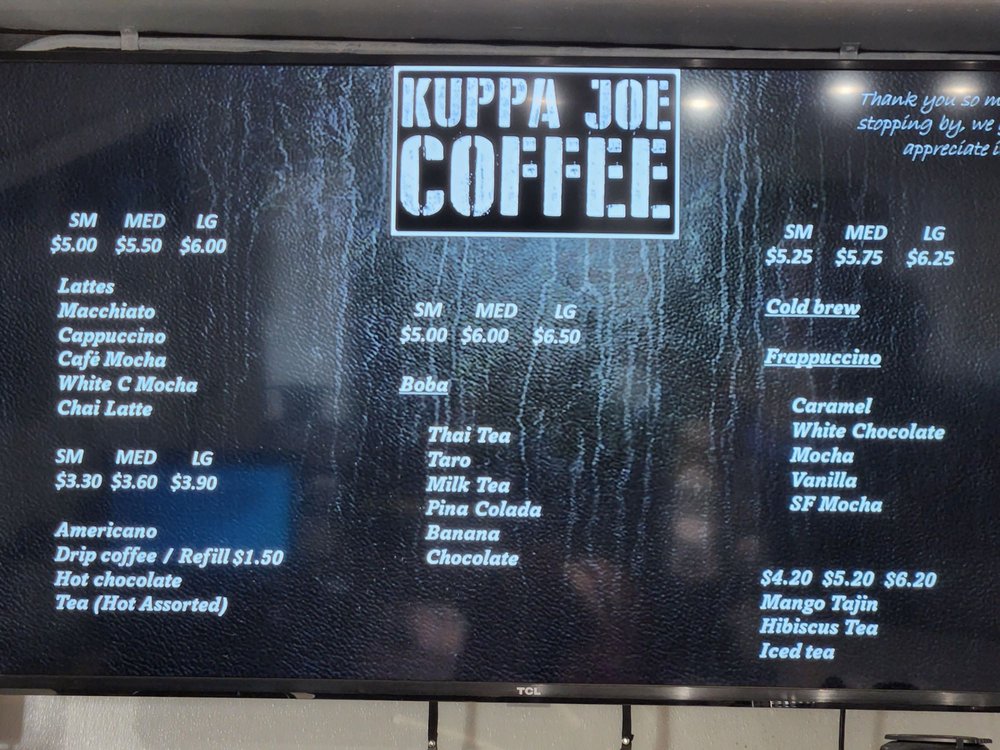 KUPPA JOE
COFFEE
Thank you so
stopping by, we
appreciate
SM MED LG
$5.00 $5.50 $6.00
Lattes
Macchiato
Cappuccino
Café Mocha
White C Mocha
Chai Latte
SM MED LG
$3.30 $3.60 $3.90
Americano
Drip coffee / Refill $1.50
Hot chocolate
Tea (Hot Assorted)
SM MED LG
$5.00 $6.00 $6.50
Boba
Thai Tea
Taro
Milk Tea
Pina Colada
Banana
Chocolate
SM MED LG
$5.25 $5.75 $6.25
Cold brew
Frappuccino
Caramel
White Chocolate
Mocha
Vanilla
SF Mocha
$4.20 $5.20 $6.20
Mango Tajin
Hibiscus Tea
Iced tea
TCL